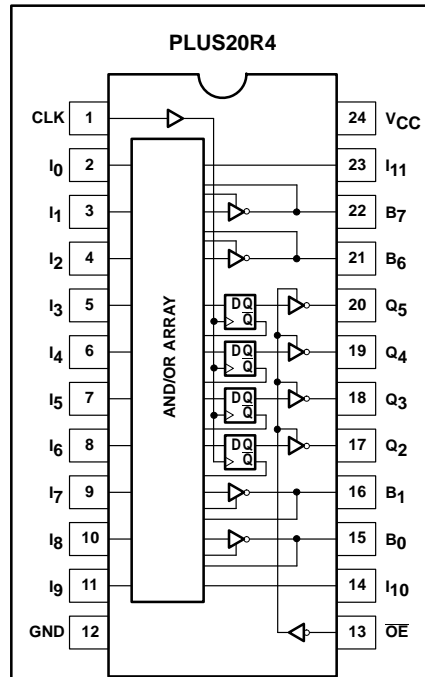 PLUS20R4
CLK 1 24 VCC
I0 2 23 I11
I1 3 22 B7
I2 4 21 B6
I3 5 D Q 20 Q5
Q̅
I4 6 D Q 19 Q4
Q̅
I5 7 D Q 18 Q3
Q̅
I6 8 D Q 17 Q2
Q̅
AND/OR ARRAY
I7 9 16 B1
I8 10 15 B0
I9 11 14 I10
GND 12 13 O̅E̅